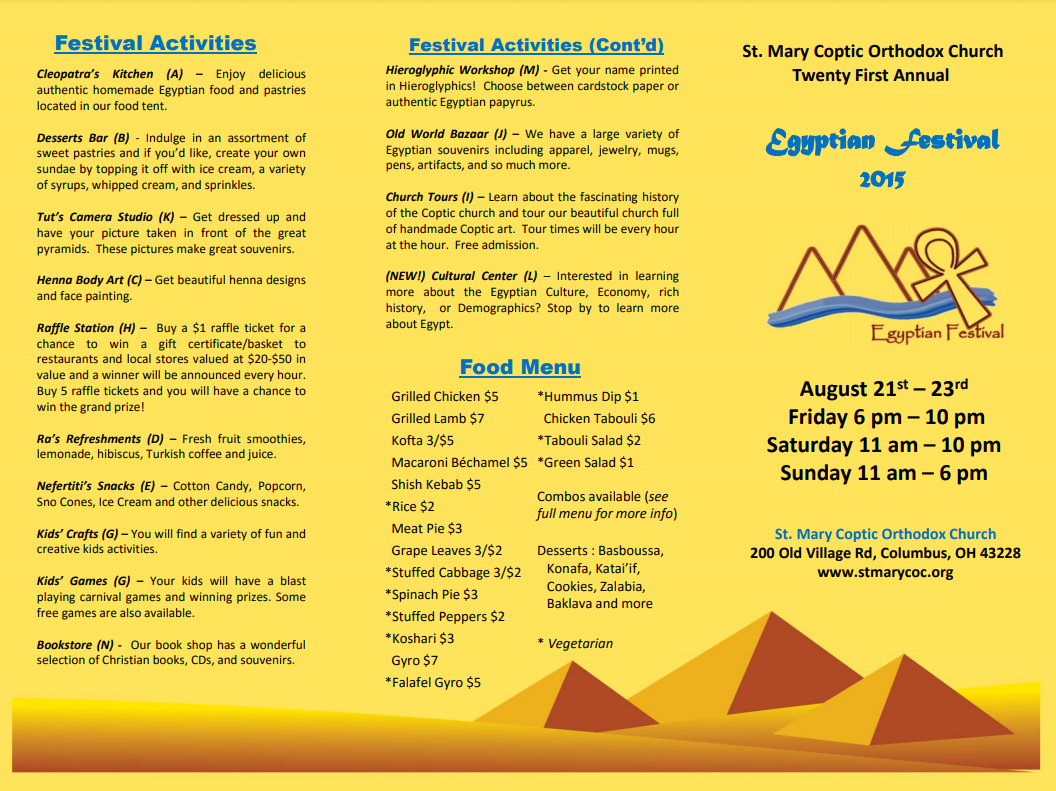 Festival Activities
Cleopatra's Kitchen (A) – Enjoy delicious
authentic homemade Egyptian food and pastries
located in our food tent.
Desserts Bar (B) - Indulge in an assortment of
sweet pastries and if you'd like, create your own
sundae by topping it off with ice cream, a variety
of syrups, whipped cream, and sprinkles.
Tut's Camera Studio (K) – Get dressed up and
have your picture taken in front of the great
pyramids. These pictures make great souvenirs.
Henna Body Art (C) – Get beautiful henna designs
and face painting.
Raffle Station (H) – Buy a $1 raffle ticket for a
chance to win a gift certificate/basket to
restaurants and local stores valued at $20-$50 in
value and a winner will be announced every hour.
Buy 5 raffle tickets and you will have a chance to
win the grand prize!
Ra's Refreshments (D) – Fresh fruit smoothies,
lemonade, hibiscus, Turkish coffee and juice.
Nefertiti's Snacks (E) – Cotton Candy, Popcorn,
Sno Cones, Ice Cream and other delicious snacks.
Kids' Crafts (G) – You will find a variety of fun and
creative kids activities.
Kids' Games (G) – Your kids will have a blast
playing carnival games and winning prizes. Some
free games are also available.
Bookstore (N) - Our book shop has a wonderful
selection of Christian books, CDs, and souvenirs.
Festival Activities (Cont'd)
Hieroglyphic Workshop (M) - Get your name printed
in Hieroglyphics! Choose between cardstock paper or
authentic Egyptian papyrus.
Old World Bazaar (J) – We have a large variety of
Egyptian souvenirs including apparel, jewelry, mugs,
pens, artifacts, and so much more.
Church Tours (I) – Learn about the fascinating history
of the Coptic church and tour our beautiful church full
of handmade Coptic art. Tour times will be every hour
at the hour. Free admission.
(NEW!) Cultural Center (L) – Interested in learning
more about the Egyptian Culture, Economy, rich
history, or Demographics? Stop by to learn more
about Egypt.
Food Menu
Grilled Chicken $5
Grilled Lamb $7
Kofta 3/$5
Macaroni Béchamel $5
Shish Kebab $5
*Rice $2
Meat Pie $3
Grape Leaves 3/$2
*Stuffed Cabbage 3/$2
*Spinach Pie $3
*Stuffed Peppers $2
*Koshari $3
Gyro $7
*Falafel Gyro $5
*Hummus Dip $1
Chicken Tabouli $6
*Tabouli Salad $2
*Green Salad $1
Combos available (see
full menu for more info)
Desserts : Basboussa,
Konafa, Katai'if,
Cookies, Zalabia,
Baklava and more
* Vegetarian
St. Mary Coptic Orthodox Church
Twenty First Annual
Egyptian Festival
2015
Egyptian Festival
August 21st – 23rd
Friday 6 pm – 10 pm
Saturday 11 am – 10 pm
Sunday 11 am – 6 pm
St. Mary Coptic Orthodox Church
200 Old Village Rd, Columbus, OH 43228
www.stmarycoc.org